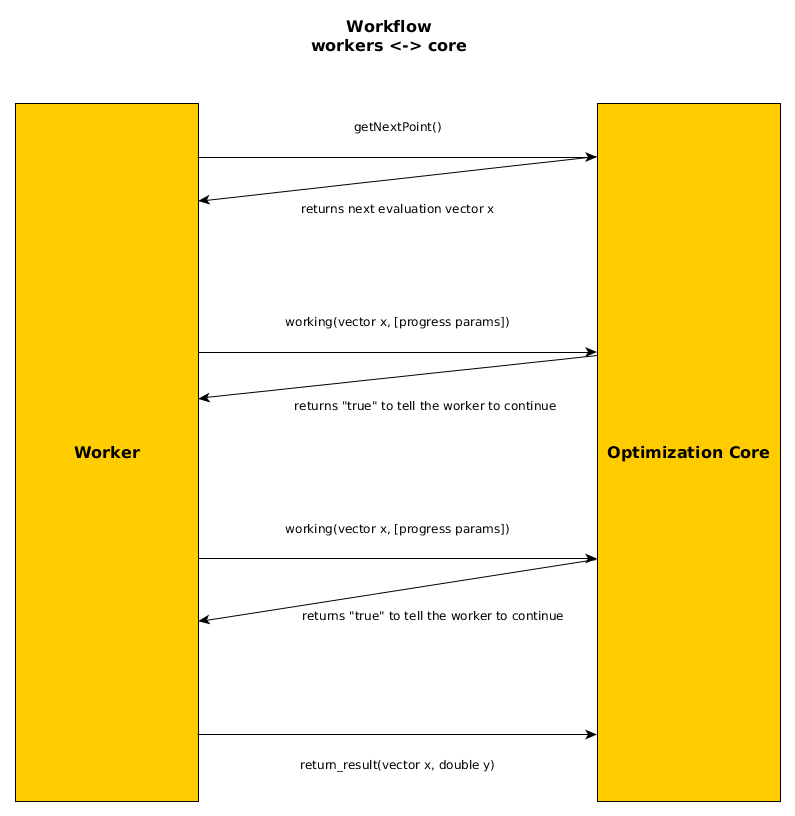 Workflow
workers <-> core
getNextPoint()
returns next evaluation vector x
working(vector x, [progress params])
returns "true" to tell the worker to continue
Worker
Optimization Core
working(vector x, [progress params])
returns "true" to tell the worker to continue
return_result(vector x, double y)